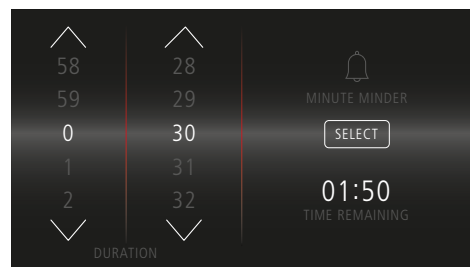 58 28
59 29
MINUTE MINDER
0 30
SELECT
1 31
2 32
01:50
TIME REMAINING
DURATION